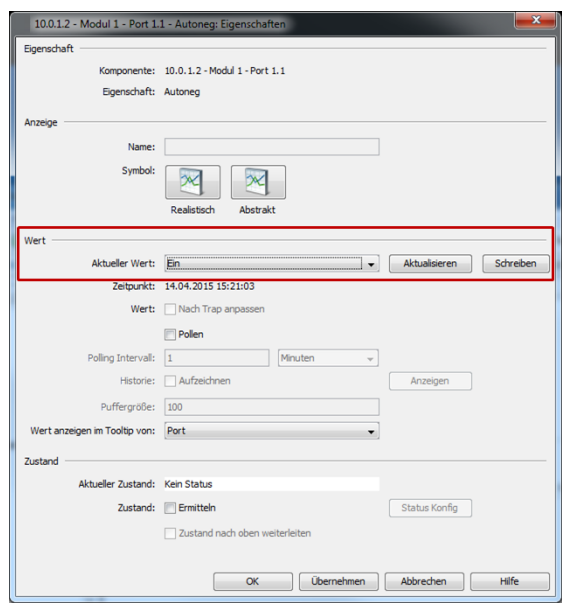 10.0.1.2 - Modul 1 - Port 1.1 - Autoneg: Eigenschaften
Eigenschaft
Komponente: 10.0.1.2 - Modul 1 - Port 1.1
Eigenschaft: Autoneg
Anzeige
Name:
Symbol:
Realistisch Abstrakt
Wert
Aktueller Wert: Ein Aktualisieren Schreiben
Zeitpunkt: 14.04.2015 15:21:03
Wert: Nach Trap anpassen
Pollen
Polling Intervall: 1 Minuten
Historie: Aufzeichnen Anzeigen
Puffergröße: 100
Wert anzeigen im Tooltip von: Port
Zustand
Aktueller Zustand: Kein Status
Zustand: Ermitteln Status Konfig
Zustand nach oben weiterleiten
OK Übernehmen Abbrechen Hilfe